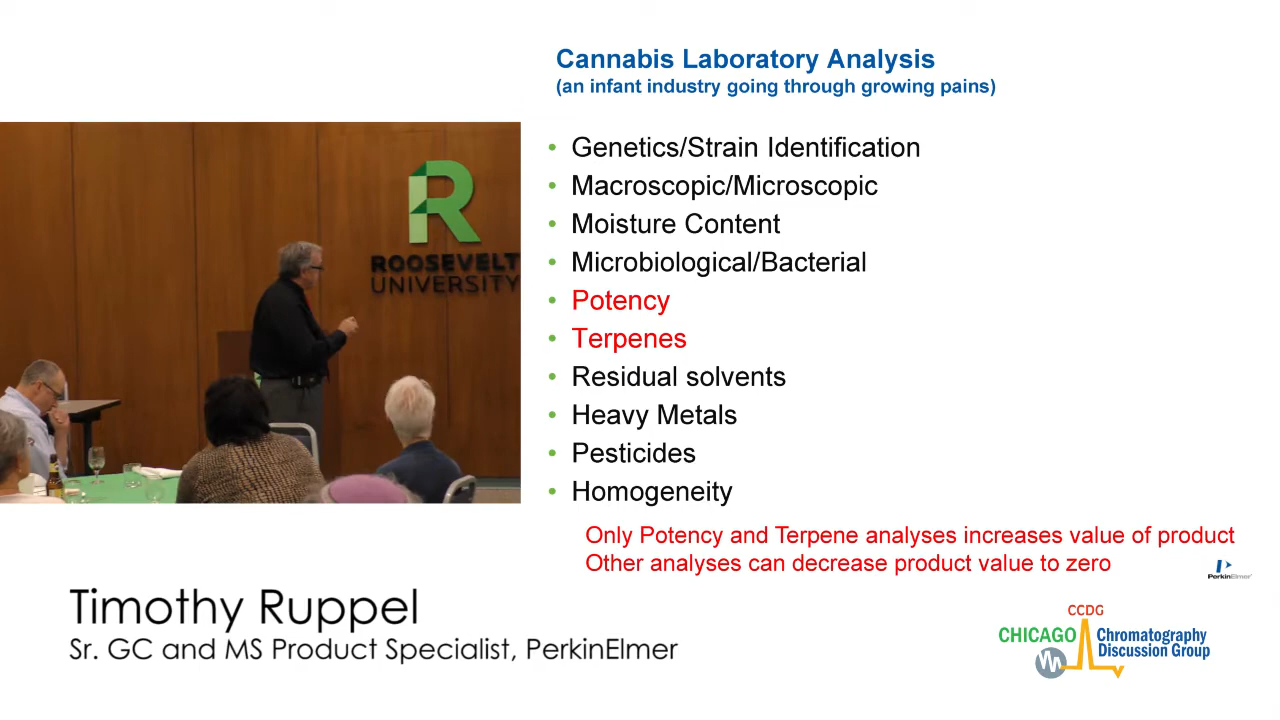 Cannabis Laboratory Analysis
(an infant industry going through growing pains)
• Genetics/Strain Identification
• Macroscopic/Microscopic
• Moisture Content
• Microbiological/Bacterial
• Potency
• Terpenes
• Residual solvents
• Heavy Metals
• Pesticides
• Homogeneity
Only Potency and Terpene analyses increases value of product
Other analyses can decrease product value to zero
PerkinElmer
R
ROOSEVELT
UNIVERSITY
Timothy Ruppel
Sr. GC and MS Product Specialist, PerkinElmer
CCDG
CHICAGO Chromatography
Discussion Group